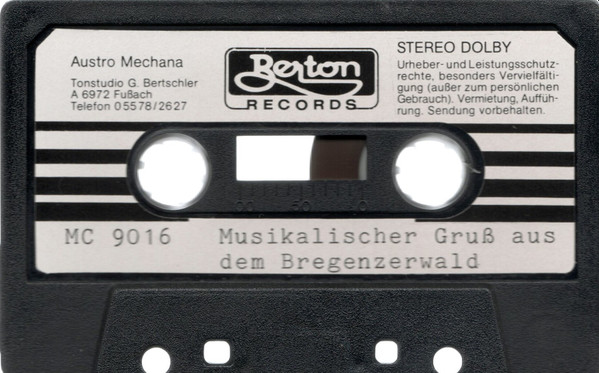 Austro Mechana
Tonstudio G. Bertschler
A 6972 Fußach
Telefon 05578/2627
Berton
RECORDS
STEREO DOLBY
Urheber- und Leistungsschutz-
rechte, besonders Vervielfälti-
gung (außer zum persönlichen
Gebrauch). Vermietung, Auffüh-
rung. Sendung vorbehalten.
50
MC 9016 Musikalischer Gruß aus
dem Bregenzerwald